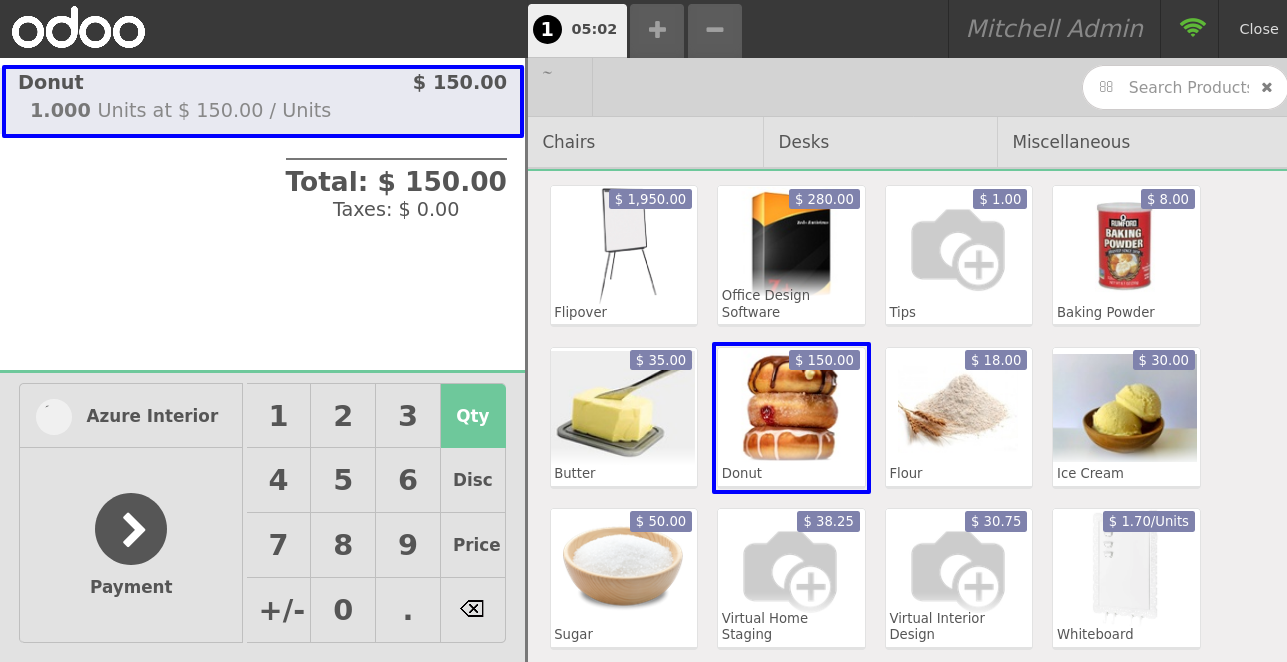 odoo
1 05:02
+
−
Mitchell Admin
Close
Donut $ 150.00
1.000 Units at $ 150.00 / Units
Total: $ 150.00
Taxes: $ 0.00
~
Search Products
Chairs
Desks
Miscellaneous
$ 1,950.00
Flipover
$ 280.00
Office Design
Software
$ 1.00
Tips
$ 8.00
RUMFORD
BAKING
POWDER
Baking Powder
$ 35.00
Butter
$ 150.00
Donut
$ 18.00
Flour
$ 30.00
Ice Cream
$ 50.00
Sugar
$ 38.25
Virtual Home
Staging
$ 30.75
Virtual Interior
Design
$ 1.70/Units
Whiteboard
Azure Interior
Payment
1 2 3 Qty
4 5 6 Disc
7 8 9 Price
+/- 0 .